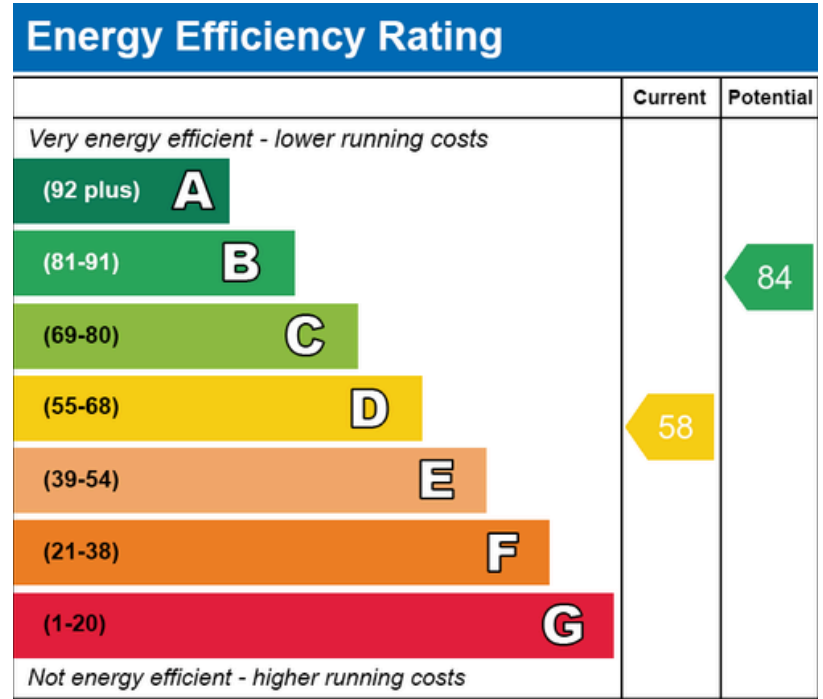 Energy Efficiency Rating
Current Potential
Very energy efficient - lower running costs
(92 plus) A
(81-91) B
84
(69-80) C
(55-68) D
58
(39-54) E
(21-38) F
(1-20) G
Not energy efficient - higher running costs